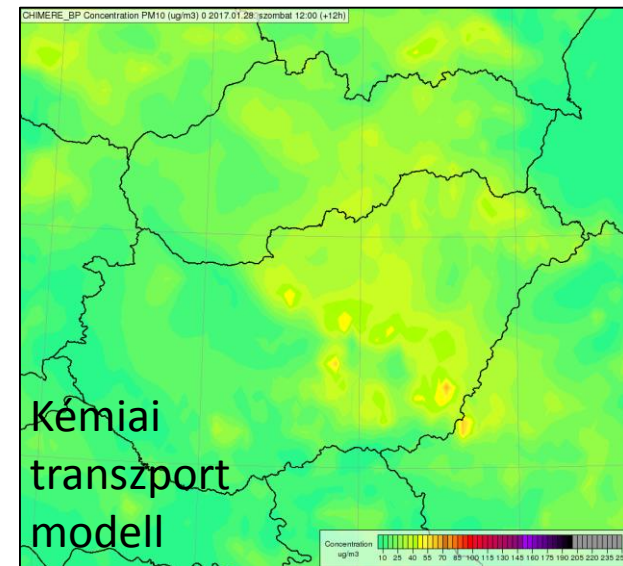 CHIMERE_BP Concentration PM10 (ug/m3) 0 2017.01.28. szombat 12:00 (+12h)
Kémiai
transzport
modell
Concentration
ug/m3
10 25 40 55 70 85 100 115 130 145 160 175 190 205 220 235 250